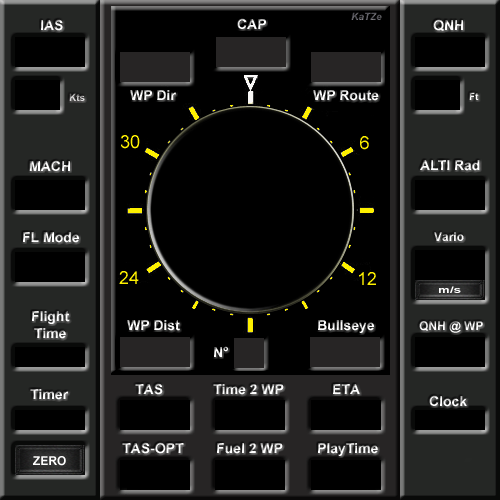 KaTZe
IAS
CAP
QNH
Kts
WP Dir
WP Route
Ft
30
6
MACH
ALTI Rad
FL Mode
Vario
24
12
m/s
Flight
Time
WP Dist
Nº
Bullseye
QNH @ WP
Timer
TAS
Time 2 WP
ETA
Clock
ZERO
TAS-OPT
Fuel 2 WP
PlayTime